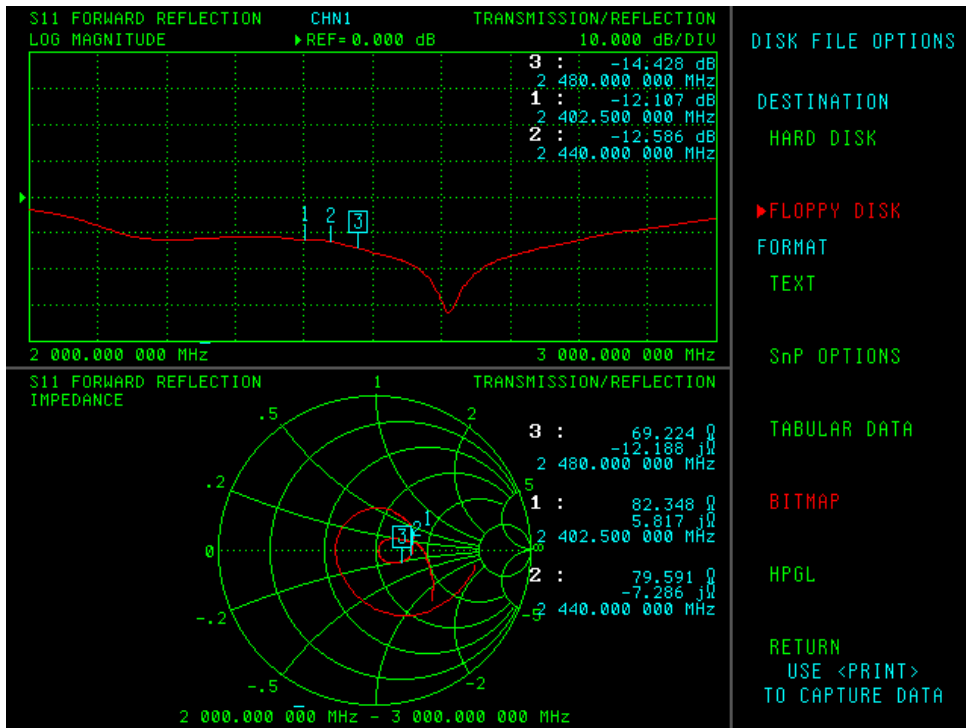 S11 FORWARD REFLECTION CHN1 TRANSMISSION/REFLECTION
LOG MAGNITUDE ▶REF= 0.000 dB 10.000 dB/DIV
3 : -14.428 dB
2 480.000 000 MHz
1 : -12.107 dB
2 402.500 000 MHz
2 : -12.586 dB
2 440.000 000 MHz
1 2 3
2 000.000 000 MHz 3 000.000 000 MHz
S11 FORWARD REFLECTION TRANSMISSION/REFLECTION
IMPEDANCE
1
.5 2
.2 5
0 ∞
-.2 -5
-.5 -2
3 : 69.224 Ω
-12.188 jΩ
2 480.000 000 MHz
1 : 82.348 Ω
5.817 jΩ
2 402.500 000 MHz
2 : 79.591 Ω
-7.286 jΩ
2 440.000 000 MHz
1
2
3
2 000.000 000 MHz - 3 000.000 000 MHz
DISK FILE OPTIONS
DESTINATION
HARD DISK
▶FLOPPY DISK
FORMAT
TEXT
SnP OPTIONS
TABULAR DATA
BITMAP
HPGL
RETURN
USE <PRINT>
TO CAPTURE DATA